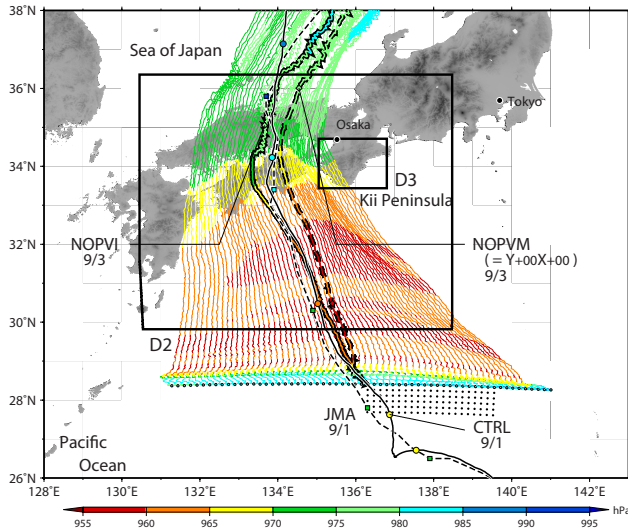 38°N
Sea of Japan
36°N
Tokyo
Osaka
34°N
D3
Kii Peninsula
NOPVI
9/3
32°N
NOPVM
( = Y+00X+00 )
9/3
30°N
D2
28°N
JMA
9/1
CTRL
9/1
Pacific
Ocean
26°N
128°E 130°E 132°E 134°E 136°E 138°E 140°E 142°E
hPa
955 960 965 970 975 980 985 990 995